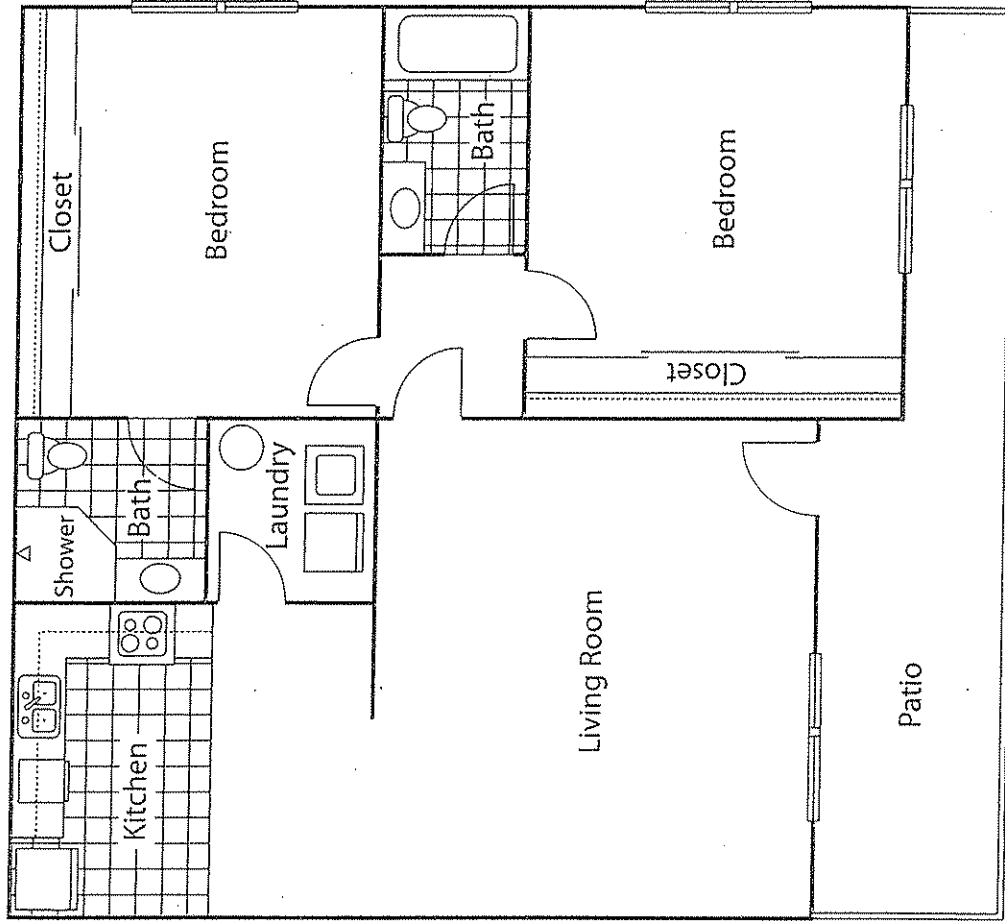 Closet
Bedroom
Bath
Bedroom
Closet
Shower
Bath
Laundry
Kitchen
Living Room
Patio